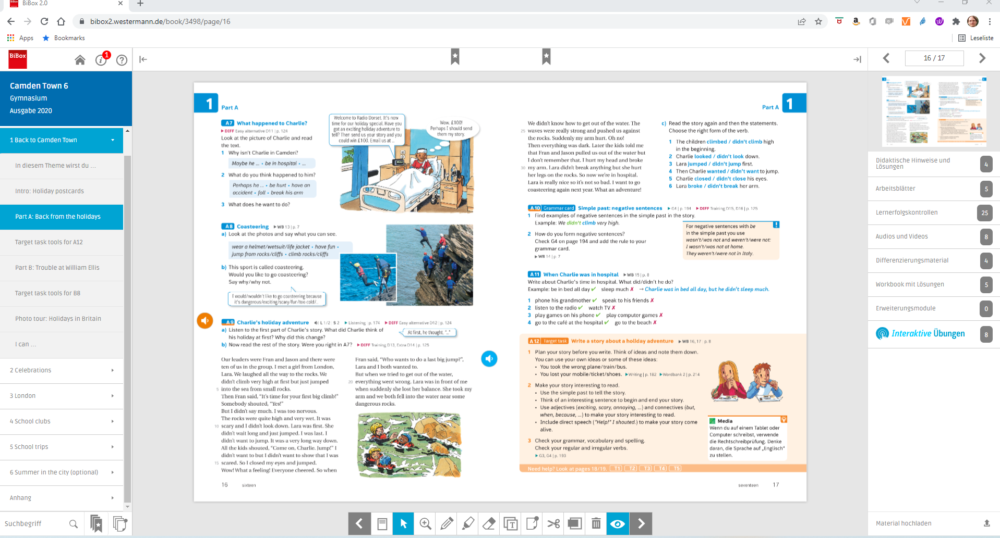 BiBox 2.0
bibox2.westermann.de/book/3498/page/16
Apps
Bookmarks
Leseliste
BiBox
1
16 / 17
Camden Town 6
Gymnasium
Ausgabe 2020
1 Back to Camden Town
In diesem Theme wirst du ...
Intro: Holiday postcards
Part A: Back from the holidays
Target task tools for A12
Part B: Trouble at William Ellis
Target task tools for B8
Photo tour: Holidays in Britain
I can ...
2 Celebrations
3 London
4 School clubs
5 School trips
6 Summer in the city (optional)
Anhang
Suchbegriff
1
Part A
A7 What happened to Charlie?
DIFF Easy alternative D11 | p. 124
Look at the picture of Charlie and read
the text.
1 Why isn't Charlie in Camden?
Maybe he ... • be in hospital • ...
2 What do you think happened to him?
Perhaps he ... • be hurt • have an
accident • fall • break his arm
3 What does he want to do?
Welcome to Radio Dorset. It's now
time for our holiday special. Have you
got an exciting holiday adventure to
tell? Then send us your story and you
could win £100. Email us at ...
Wow. £100!
Perhaps I should send
them my story.
A8 Coasteering WB 13 | p. 7
a) Look at the photos and say what you can see.
wear a helmet/wetsuit/life jacket • have fun •
jump from rocks/cliffs • climb rocks/cliffs
b) This sport is called coasteering.
Would you like to go coasteering?
Say why/why not.
I would/wouldn't like to go coasteering because
it's dangerous/exciting/scary/fun/too cold/...
A9 Charlie's holiday adventure L 1/2 S 2 Listening p. 174 DIFF Easy alternative D12 | p. 124
a) Listen to the first part of Charlie's story. What did Charlie think of
his holiday at first? Why did this change?
At first, he thought, "..."
b) Now read the rest of the story. Were you right in A7? DIFF Training D13, Extra D14 | p. 125
Our leaders were Fran and Jason and there were
ten of us in the group. I met a girl from London,
Lara. We laughed all the way to the rocks. We
didn't climb very high at first but just jumped
5 into the sea from small rocks.
Then Fran said, "It's time for your first big climb!"
Somebody shouted, "Yes!"
But I didn't say much. I was too nervous.
The rocks were quite high and very wet. It was
10 scary and I didn't look down. Lara was first. She
didn't wait long and just jumped. I was last. I
didn't want to jump. It was a very long way down.
All the kids shouted, "Come on, Charlie. Jump!" I
didn't want to but I didn't want to show that I was
15 scared. So I closed my eyes and jumped.
Wow! What a feeling! Everyone cheered. So when
Fran said, "Who wants to do a last big jump?",
Lara and I both wanted to.
But when we tried to get out of the water,
20 everything went wrong. Lara was in front of me
when suddenly she lost her balance. She took my
arm and we both fell into the water near some
dangerous rocks.
16 sixteen
Part A
1
We didn't know how to get out of the water. The
25 waves were really strong and pushed us against
the rocks. Suddenly my arm hurt. Oh no!
Then everything was dark. Later the kids told me
that Fran and Jason pulled us out of the water but
I don't remember that. I hurt my head and broke
30 my arm. Lara didn't break anything but she hurt
her legs on the rocks. So now we're in hospital.
Lara is really nice so it's not so bad. I want to go
coasteering again next year. What an adventure!
c) Read the story again and then the statements.
Choose the right form of the verb.
1 The children climbed / didn't climb high
in the beginning.
2 Charlie looked / didn't look down.
3 Lara jumped / didn't jump first.
4 Then Charlie wanted / didn't want to jump.
5 Charlie closed / didn't close his eyes.
6 Lara broke / didn't break her arm.
A10 Grammar card Simple past: negative sentences G4 | p. 194 DIFF Training D15, D16 | p. 125
1 Find examples of negative sentences in the simple past in the story.
Example: We didn't climb very high.
2 How do you form negative sentences?
Check G4 on page 194 and add the rule to your
grammar card.
WB 14 | p. 7
!
For negative sentences with be
in the simple past you use
wasn't/was not and weren't/were not:
I wasn't/was not at home.
They weren't/were not in Italy.
A11 When Charlie was in hospital WB 15 | p. 8
Write about Charlie's time in hospital. What did/didn't he do?
Example: be in bed all day ✓ sleep much ✗ → Charlie was in bed all day, but he didn't sleep much.
1 phone his grandmother ✓ speak to his friends ✗
2 listen to the radio ✓ watch TV ✗
3 play games on his phone ✓ play computer games ✗
4 go to the café at the hospital ✓ go to the beach ✗
A12 Target task Write a story about a holiday adventure WB 16, 17 | p. 8
1 Plan your story before you write. Think of ideas and note them down.
You can use your own ideas or some of these ideas:
• You took the wrong plane/train/bus.
• You lost your mobile/ticket/shoes. Writing | p. 182 Wordbank 2 | p. 214
2 Make your story interesting to read.
• Use the simple past to tell the story.
• Think of an interesting sentence to begin and end your story.
• Use adjectives (exciting, scary, annoying, ...) and connectives (but,
when, because, ...) to make your story interesting to read.
• Include direct speech ("Help!" I shouted.) to make your story come
alive.
3 Check your grammar, vocabulary and spelling.
Check your regular and irregular verbs.
G3, G4 | p. 193
Media
Wenn du auf einem Tablet oder
Computer schreibst, verwende
die Rechtschreibprüfung. Denke
daran, die Sprache auf „Englisch"
zu stellen.
Need help? Look at pages 18/19. T1 T2 T3 T4 T5
seventeen 17
Didaktische Hinweise und
Lösungen
4
Arbeitsblätter 5
Lernerfolgskontrollen 25
Audios und Videos 8
Differenzierungsmaterial 4
Workbook mit Lösungen 5
Erweiterungsmodule 0
Interaktive Übungen 8
Material hochladen